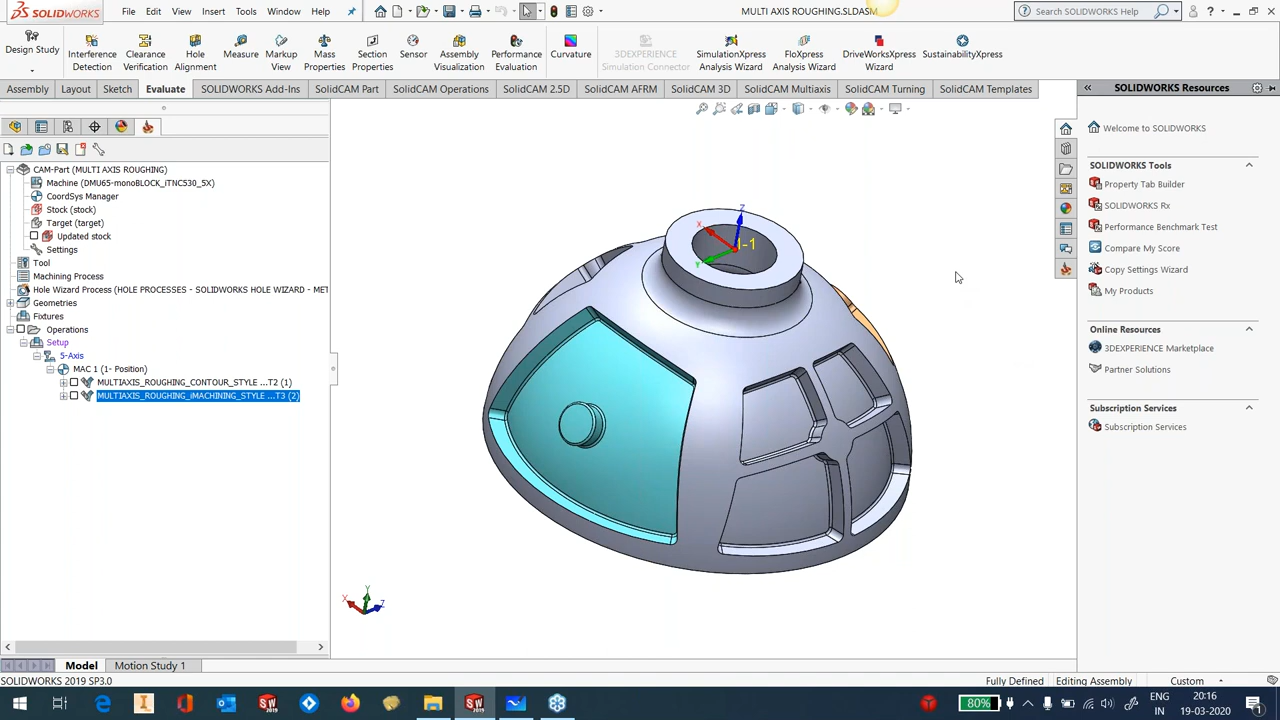 SOLIDWORKS File Edit View Insert Tools Window Help MULTI AXIS ROUGHING.SLDASM Search SOLIDWORKS Help
Design Study
Interference Detection
Clearance Verification
Hole Alignment
Measure
Markup View
Mass Properties
Section Properties
Sensor
Assembly Visualization
Performance Evaluation
Curvature
3DEXPERIENCE Simulation Connector
SimulationXpress Analysis Wizard
FloXpress Analysis Wizard
DriveWorksXpress Wizard
SustainabilityXpress
Assembly Layout Sketch Evaluate SOLIDWORKS Add-Ins SolidCAM Part SolidCAM Operations SolidCAM 2.5D SolidCAM AFRM SolidCAM 3D SolidCAM Multiaxis SolidCAM Turning SolidCAM Templates
CAM-Part (MULTI AXIS ROUGHING)
Machine (DMU65-monoBLOCK_iTNC530_5X)
CoordSys Manager
Stock (stock)
Target (target)
Updated stock
Settings
Tool
Machining Process
Hole Wizard Process (HOLE PROCESSES - SOLIDWORKS HOLE WIZARD - MET
Geometries
Fixtures
Operations
Setup
5-Axis
MAC 1 (1- Position)
MULTIAXIS_ROUGHING_CONTOUR_STYLE ...T2 (1)
MULTIAXIS_ROUGHING_iMACHINING_STYLE ...T3 (2)
Z
X
Y
1-1
Y
X
Z
SOLIDWORKS Resources
Welcome to SOLIDWORKS
SOLIDWORKS Tools
Property Tab Builder
SOLIDWORKS Rx
Performance Benchmark Test
Compare My Score
Copy Settings Wizard
My Products
Online Resources
3DEXPERIENCE Marketplace
Partner Solutions
Subscription Services
Subscription Services
Model Motion Study 1
SOLIDWORKS 2019 SP3.0 Fully Defined Editing Assembly Custom
80% ENG 20:16
IN 19-03-2020